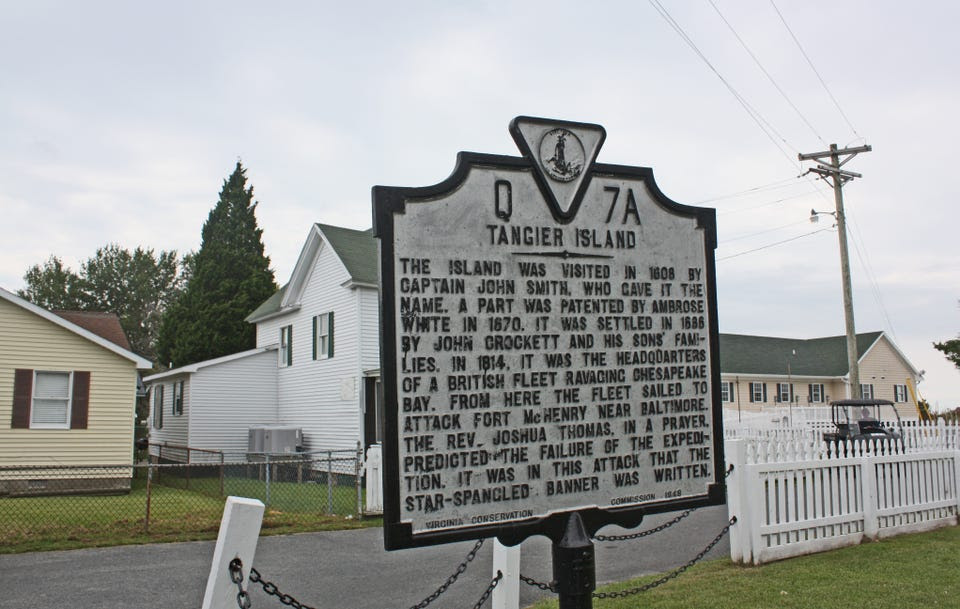 Q 7A
TANGIER ISLAND
THE ISLAND WAS VISITED IN 1608 BY
CAPTAIN JOHN SMITH, WHO GAVE IT THE
NAME. A PART WAS PATENTED BY AMBROSE
WHITE IN 1670. IT WAS SETTLED IN 1686
BY JOHN CROCKETT AND HIS SONS' FAMI-
LIES. IN 1814, IT WAS THE HEADQUARTERS
OF A BRITISH FLEET RAVAGING CHESAPEAKE
BAY. FROM HERE THE FLEET SAILED TO
ATTACK FORT McHENRY NEAR BALTIMORE.
THE REV. JOSHUA THOMAS, IN A PRAYER,
PREDICTED THE FAILURE OF THE EXPEDI-
TION. IT WAS IN THIS ATTACK THAT THE
STAR-SPANGLED BANNER WAS WRITTEN.
VIRGINIA CONSERVATION COMMISSION 1948